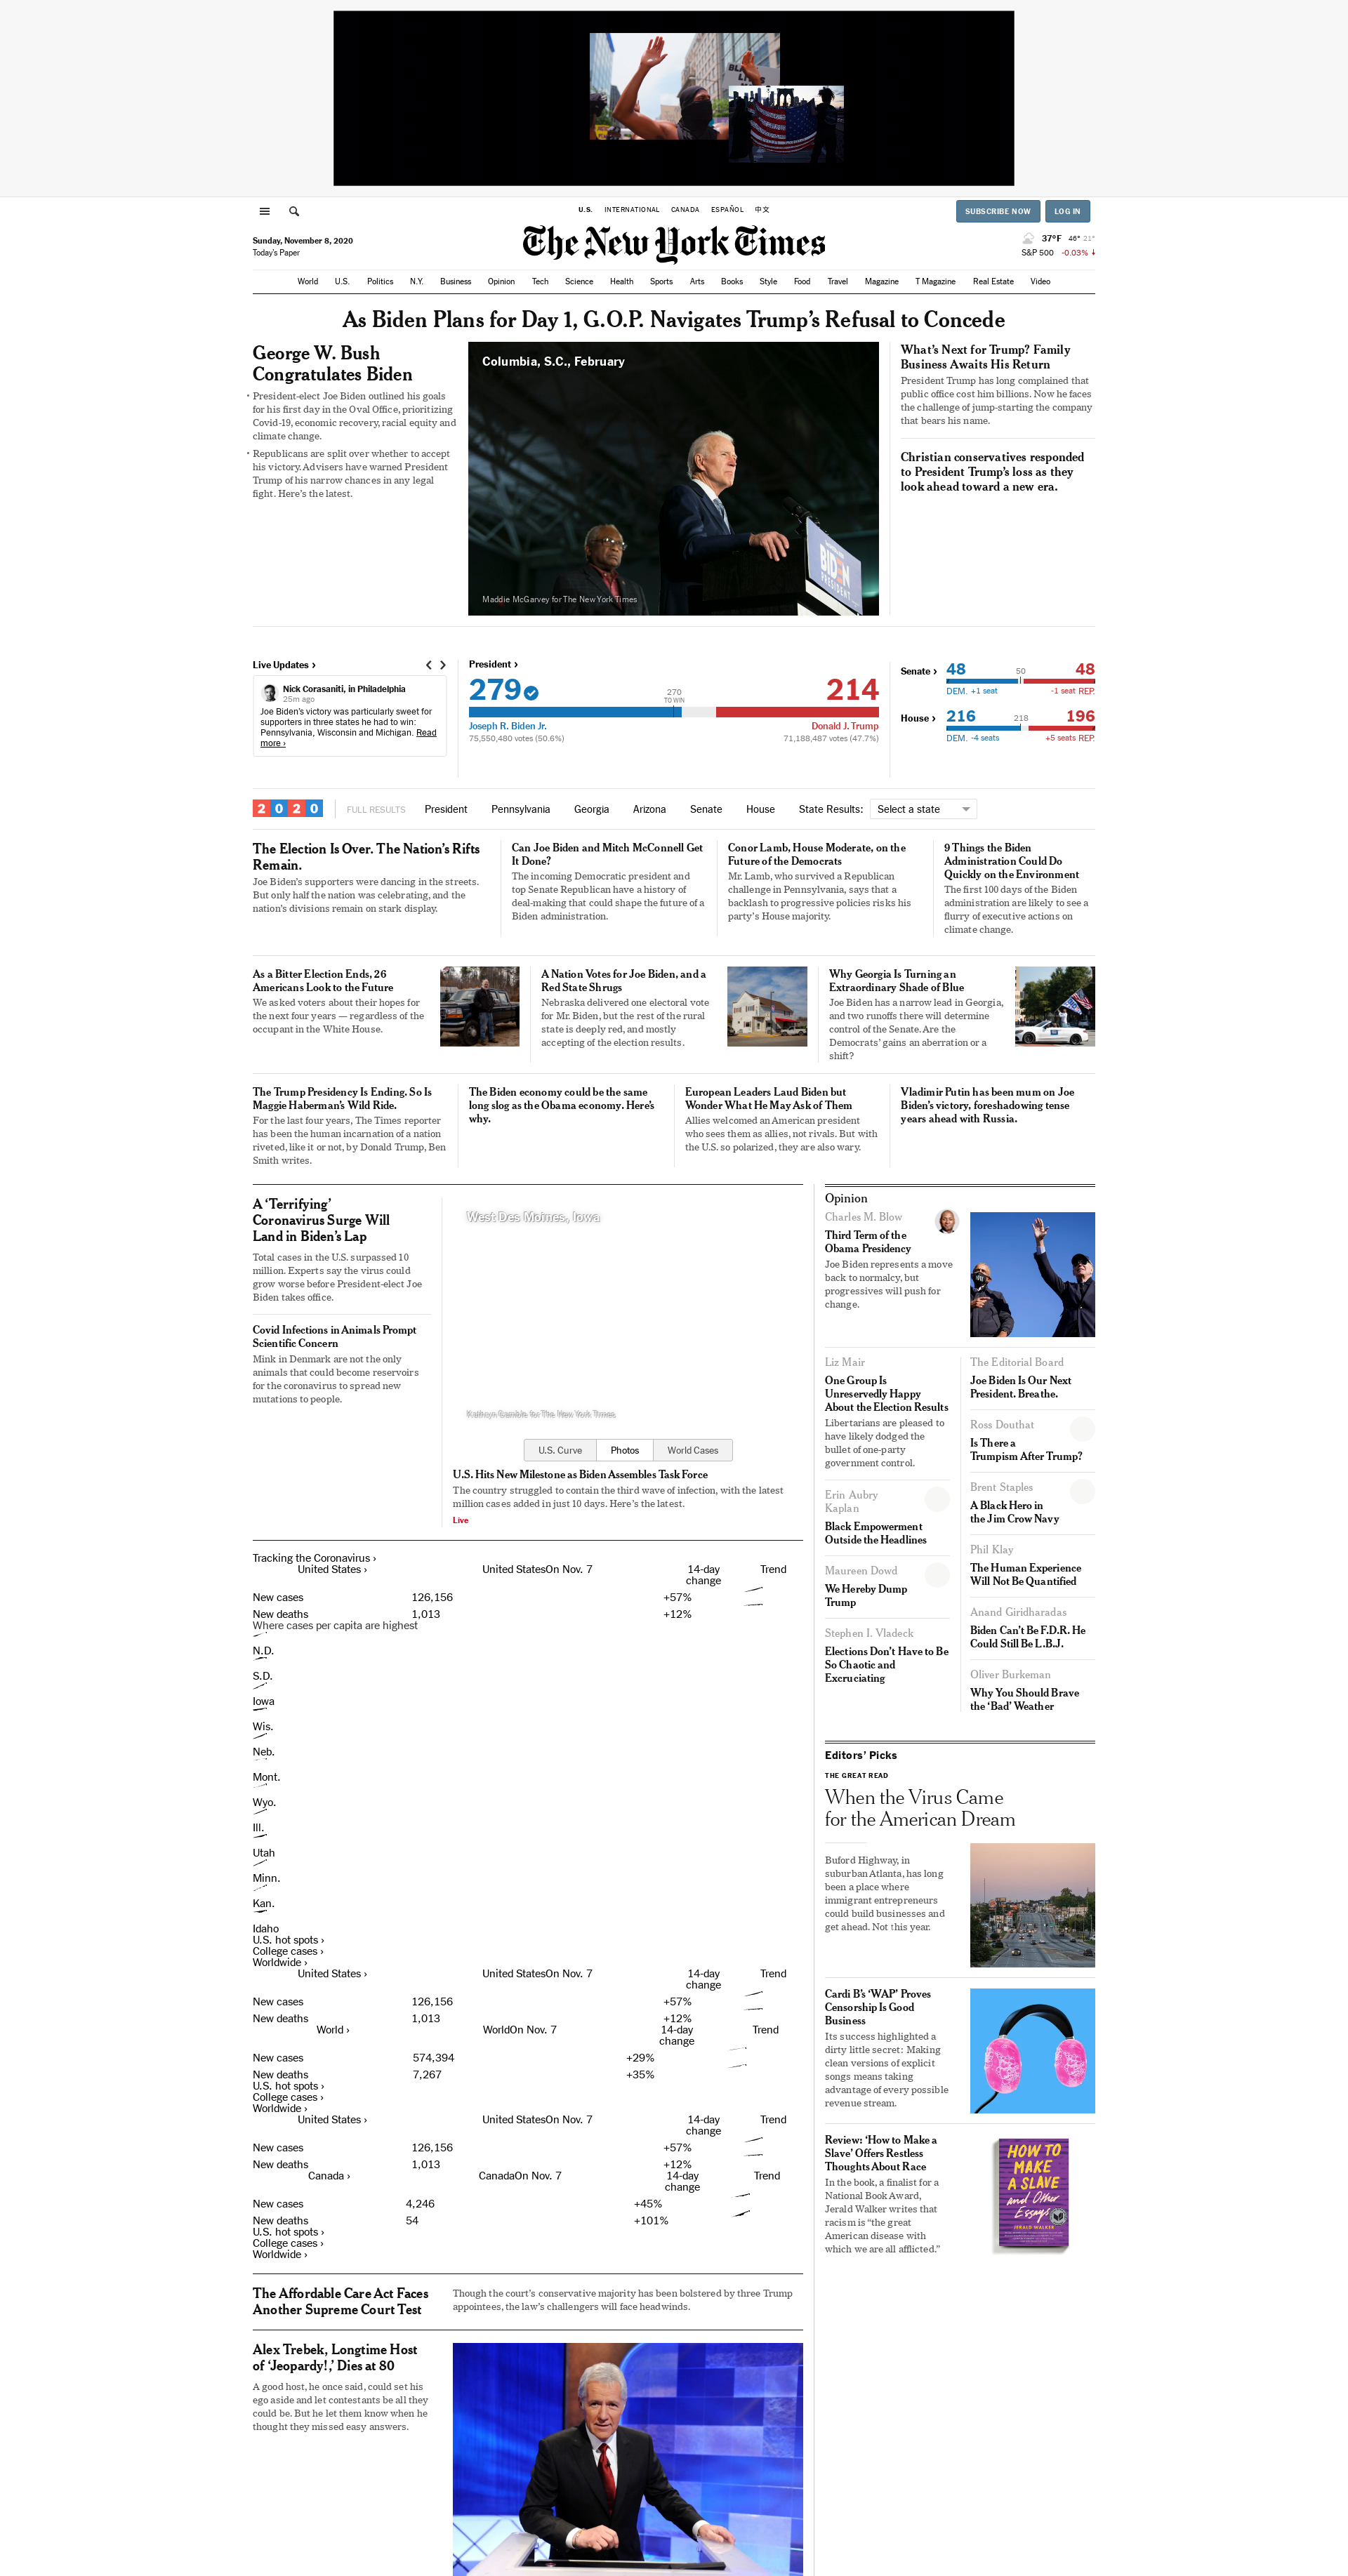 BLACK LIVES
U.S. INTERNATIONAL CANADA ESPAÑOL 中文
SUBSCRIBE NOW LOG IN
Sunday, November 8, 2020
Today's Paper
The New York Times
37°F 46° 21°
S&P 500 -0.03%
World U.S. Politics N.Y. Business Opinion Tech Science Health Sports Arts Books Style Food Travel Magazine T Magazine Real Estate Video
As Biden Plans for Day 1, G.O.P. Navigates Trump’s Refusal to Concede
George W. Bush
Congratulates Biden
• President-elect Joe Biden outlined his goals
for his first day in the Oval Office, prioritizing
Covid-19, economic recovery, racial equity and
climate change.
• Republicans are split over whether to accept
his victory. Advisers have warned President
Trump of his narrow chances in any legal
fight. Here’s the latest.
Columbia, S.C., February
BIDEN
PRESIDENT
Maddie McGarvey for The New York Times
What’s Next for Trump? Family
Business Awaits His Return
President Trump has long complained that
public office cost him billions. Now he faces
the challenge of jump-starting the company
that bears his name.
Christian conservatives responded
to President Trump’s loss as they
look ahead toward a new era.
Live Updates ›
Nick Corasaniti, in Philadelphia
25m ago
Joe Biden’s victory was particularly sweet for
supporters in three states he had to win:
Pennsylvania, Wisconsin and Michigan. Read
more ›
President ›
279 214
270
TO WIN
Joseph R. Biden Jr. Donald J. Trump
75,550,480 votes (50.6%) 71,188,487 votes (47.7%)
Senate › 48 50 48
DEM. +1 seat -1 seat REP.
House › 216 218 196
DEM. -4 seats +5 seats REP.
2020 FULL RESULTS President Pennsylvania Georgia Arizona Senate House State Results: Select a state
The Election Is Over. The Nation’s Rifts
Remain.
Joe Biden’s supporters were dancing in the streets.
But only half the nation was celebrating, and the
nation’s divisions remain on stark display.
Can Joe Biden and Mitch McConnell Get
It Done?
The incoming Democratic president and
top Senate Republican have a history of
deal-making that could shape the future of a
Biden administration.
Conor Lamb, House Moderate, on the
Future of the Democrats
Mr. Lamb, who survived a Republican
challenge in Pennsylvania, says that a
backlash to progressive policies risks his
party’s House majority.
9 Things the Biden
Administration Could Do
Quickly on the Environment
The first 100 days of the Biden
administration are likely to see a
flurry of executive actions on
climate change.
As a Bitter Election Ends, 26
Americans Look to the Future
We asked voters about their hopes for
the next four years — regardless of the
occupant in the White House.
A Nation Votes for Joe Biden, and a
Red State Shrugs
Nebraska delivered one electoral vote
for Mr. Biden, but the rest of the rural
state is deeply red, and mostly
accepting of the election results.
Why Georgia Is Turning an
Extraordinary Shade of Blue
Joe Biden has a narrow lead in Georgia,
and two runoffs there will determine
control of the Senate. Are the
Democrats’ gains an aberration or a
shift?
The Trump Presidency Is Ending. So Is
Maggie Haberman’s Wild Ride.
For the last four years, The Times reporter
has been the human incarnation of a nation
riveted, like it or not, by Donald Trump, Ben
Smith writes.
The Biden economy could be the same
long slog as the Obama economy. Here’s
why.
European Leaders Laud Biden but
Wonder What He May Ask of Them
Allies welcomed an American president
who sees them as allies, not rivals. But with
the U.S. so polarized, they are also wary.
Vladimir Putin has been mum on Joe
Biden’s victory, foreshadowing tense
years ahead with Russia.
A ‘Terrifying’
Coronavirus Surge Will
Land in Biden’s Lap
Total cases in the U.S. surpassed 10
million. Experts say the virus could
grow worse before President-elect Joe
Biden takes office.
Covid Infections in Animals Prompt
Scientific Concern
Mink in Denmark are not the only
animals that could become reservoirs
for the coronavirus to spread new
mutations to people.
West Des Moines, Iowa
Kathryn Gamble for The New York Times
U.S. Curve Photos World Cases
U.S. Hits New Milestone as Biden Assembles Task Force
The country struggled to contain the third wave of infection, with the latest
million cases added in just 10 days. Here’s the latest.
Live
Tracking the Coronavirus ›
United States › United StatesOn Nov. 7 14-day Trend
change
New cases 126,156 +57%
New deaths 1,013 +12%
Where cases per capita are highest
N.D.
S.D.
Iowa
Wis.
Neb.
Mont.
Wyo.
Ill.
Utah
Minn.
Kan.
Idaho
U.S. hot spots ›
College cases ›
Worldwide ›
United States › United StatesOn Nov. 7 14-day Trend
change
New cases 126,156 +57%
New deaths 1,013 +12%
World › WorldOn Nov. 7 14-day Trend
change
New cases 574,394 +29%
New deaths 7,267 +35%
U.S. hot spots ›
College cases ›
Worldwide ›
United States › United StatesOn Nov. 7 14-day Trend
change
New cases 126,156 +57%
New deaths 1,013 +12%
Canada › CanadaOn Nov. 7 14-day Trend
change
New cases 4,246 +45%
New deaths 54 +101%
U.S. hot spots ›
College cases ›
Worldwide ›
The Affordable Care Act Faces
Another Supreme Court Test
Though the court’s conservative majority has been bolstered by three Trump
appointees, the law’s challengers will face headwinds.
Alex Trebek, Longtime Host
of ‘Jeopardy!,’ Dies at 80
A good host, he once said, could set his
ego aside and let contestants be all they
could be. But he let them know when he
thought they missed easy answers.
Opinion
Charles M. Blow
Third Term of the
Obama Presidency
Joe Biden represents a move
back to normalcy, but
progressives will push for
change.
Liz Mair
One Group Is
Unreservedly Happy
About the Election Results
Libertarians are pleased to
have likely dodged the
bullet of one-party
government control.
Erin Aubry
Kaplan
Black Empowerment
Outside the Headlines
Maureen Dowd
We Hereby Dump
Trump
Stephen I. Vladeck
Elections Don’t Have to Be
So Chaotic and
Excruciating
The Editorial Board
Joe Biden Is Our Next
President. Breathe.
Ross Douthat
Is There a
Trumpism After Trump?
Brent Staples
A Black Hero in
the Jim Crow Navy
Phil Klay
The Human Experience
Will Not Be Quantified
Anand Giridharadas
Biden Can’t Be F.D.R. He
Could Still Be L.B.J.
Oliver Burkeman
Why You Should Brave
the ‘Bad’ Weather
Editors’ Picks
THE GREAT READ
When the Virus Came
for the American Dream
Buford Highway, in
suburban Atlanta, has long
been a place where
immigrant entrepreneurs
could build businesses and
get ahead. Not this year.
Cardi B’s ‘WAP’ Proves
Censorship Is Good
Business
Its success highlighted a
dirty little secret: Making
clean versions of explicit
songs means taking
advantage of every possible
revenue stream.
Review: ‘How to Make a
Slave’ Offers Restless
Thoughts About Race
In the book, a finalist for a
National Book Award,
Jerald Walker writes that
racism is “the great
American disease with
which we are all afflicted.”
HOW TO
MAKE
A SLAVE
and Other
Essays
JERALD WALKER